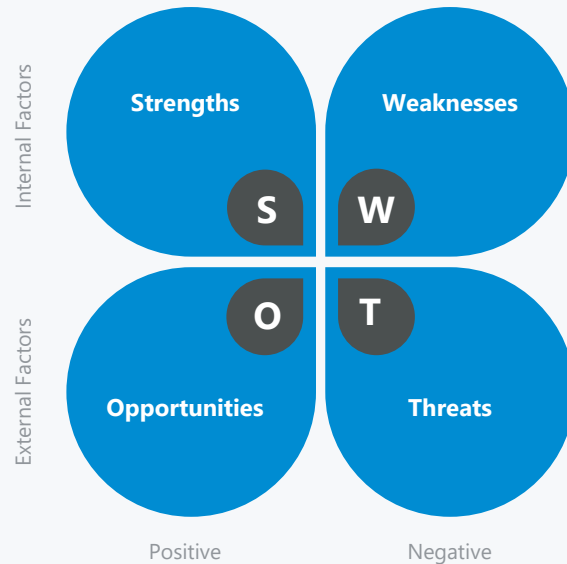 Internal Factors
Strengths
Weaknesses
S
W
External Factors
O
T
Opportunities
Threats
Positive
Negative